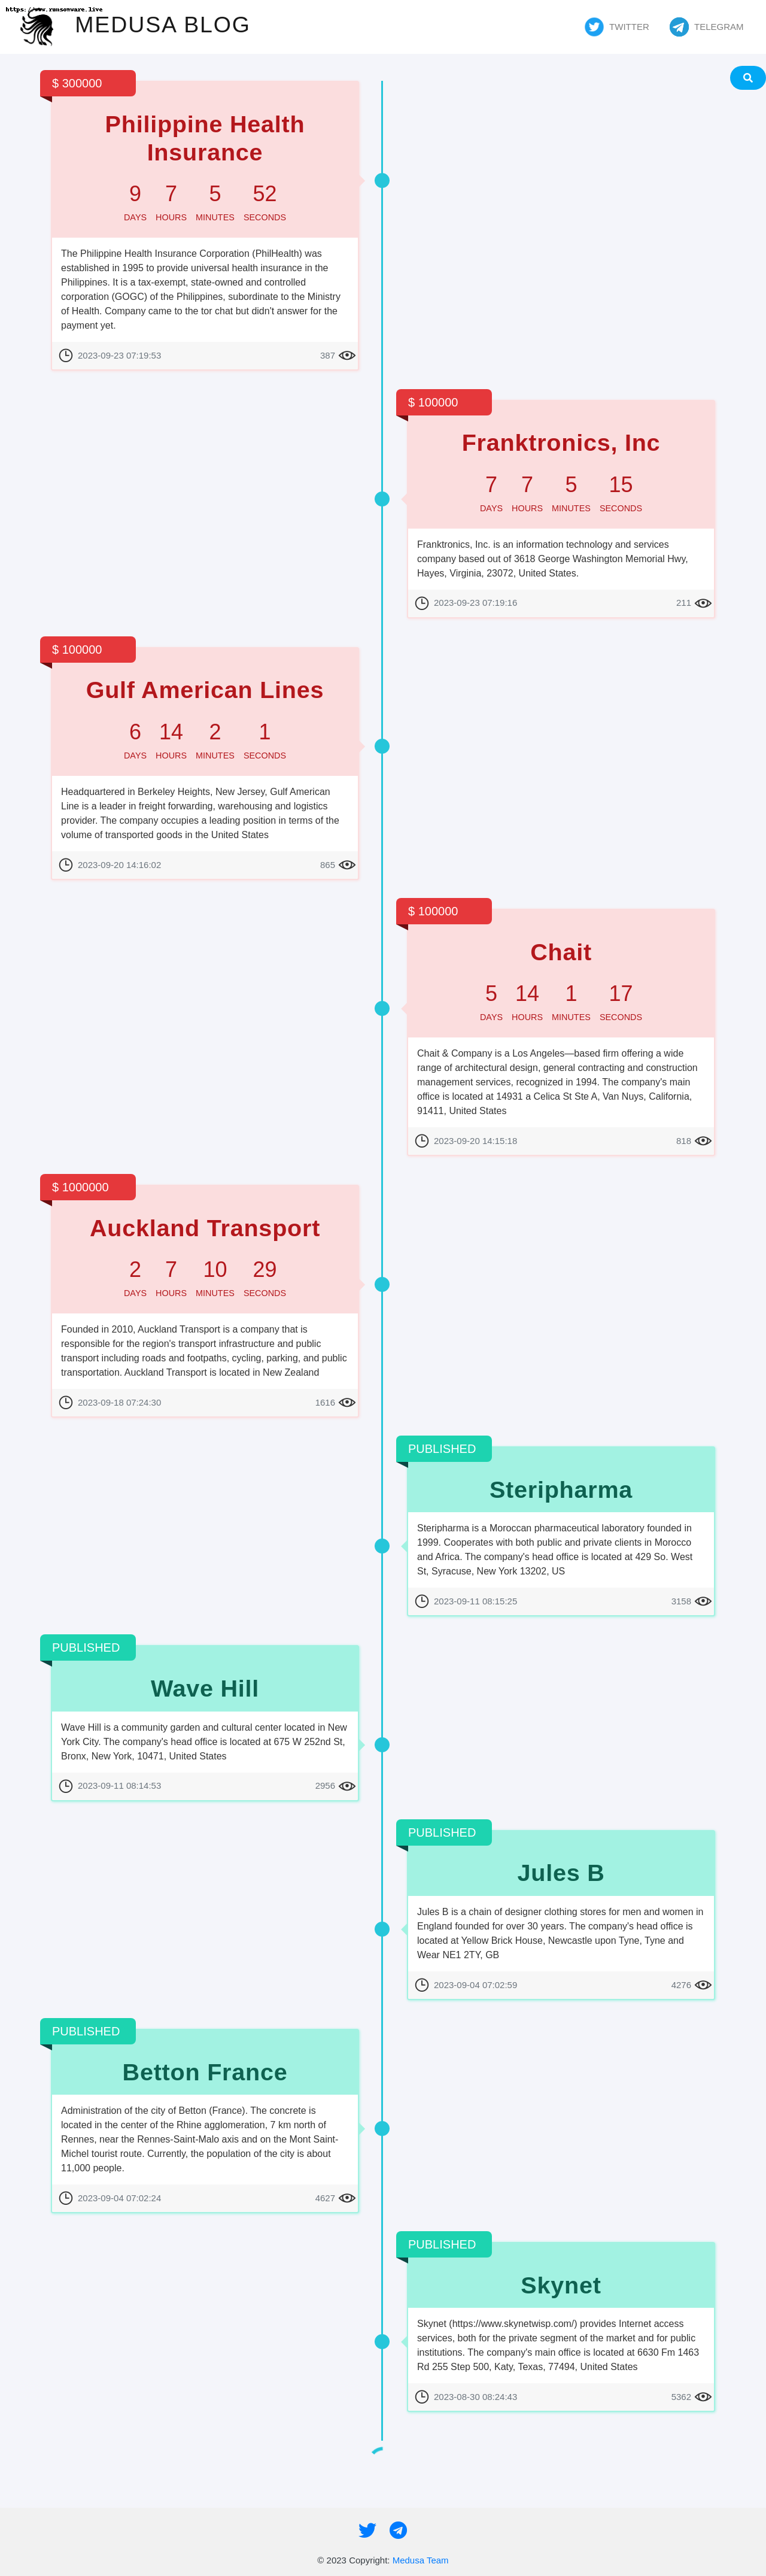 https://www.ransomware.live
MEDUSA BLOG
TWITTER
TELEGRAM
$ 300000
Philippine Health
Insurance
9 7 5 52
DAYS HOURS MINUTES SECONDS
The Philippine Health Insurance Corporation (PhilHealth) was
established in 1995 to provide universal health insurance in the
Philippines. It is a tax-exempt, state-owned and controlled
corporation (GOGC) of the Philippines, subordinate to the Ministry
of Health. Company came to the tor chat but didn't answer for the
payment yet.
2023-09-23 07:19:53 387
$ 100000
Franktronics, Inc
7 7 5 15
DAYS HOURS MINUTES SECONDS
Franktronics, Inc. is an information technology and services
company based out of 3618 George Washington Memorial Hwy,
Hayes, Virginia, 23072, United States.
2023-09-23 07:19:16 211
$ 100000
Gulf American Lines
6 14 2 1
DAYS HOURS MINUTES SECONDS
Headquartered in Berkeley Heights, New Jersey, Gulf American
Line is a leader in freight forwarding, warehousing and logistics
provider. The company occupies a leading position in terms of the
volume of transported goods in the United States
2023-09-20 14:16:02 865
$ 100000
Chait
5 14 1 17
DAYS HOURS MINUTES SECONDS
Chait & Company is a Los Angeles—based firm offering a wide
range of architectural design, general contracting and construction
management services, recognized in 1994. The company's main
office is located at 14931 a Celica St Ste A, Van Nuys, California,
91411, United States
2023-09-20 14:15:18 818
$ 1000000
Auckland Transport
2 7 10 29
DAYS HOURS MINUTES SECONDS
Founded in 2010, Auckland Transport is a company that is
responsible for the region's transport infrastructure and public
transport including roads and footpaths, cycling, parking, and public
transportation. Auckland Transport is located in New Zealand
2023-09-18 07:24:30 1616
PUBLISHED
Steripharma
Steripharma is a Moroccan pharmaceutical laboratory founded in
1999. Cooperates with both public and private clients in Morocco
and Africa. The company's head office is located at 429 So. West
St, Syracuse, New York 13202, US
2023-09-11 08:15:25 3158
PUBLISHED
Wave Hill
Wave Hill is a community garden and cultural center located in New
York City. The company's head office is located at 675 W 252nd St,
Bronx, New York, 10471, United States
2023-09-11 08:14:53 2956
PUBLISHED
Jules B
Jules B is a chain of designer clothing stores for men and women in
England founded for over 30 years. The company's head office is
located at Yellow Brick House, Newcastle upon Tyne, Tyne and
Wear NE1 2TY, GB
2023-09-04 07:02:59 4276
PUBLISHED
Betton France
Administration of the city of Betton (France). The concrete is
located in the center of the Rhine agglomeration, 7 km north of
Rennes, near the Rennes-Saint-Malo axis and on the Mont Saint-
Michel tourist route. Currently, the population of the city is about
11,000 people.
2023-09-04 07:02:24 4627
PUBLISHED
Skynet
Skynet (https://www.skynetwisp.com/) provides Internet access
services, both for the private segment of the market and for public
institutions. The company's main office is located at 6630 Fm 1463
Rd 255 Step 500, Katy, Texas, 77494, United States
2023-08-30 08:24:43 5362
© 2023 Copyright: Medusa Team